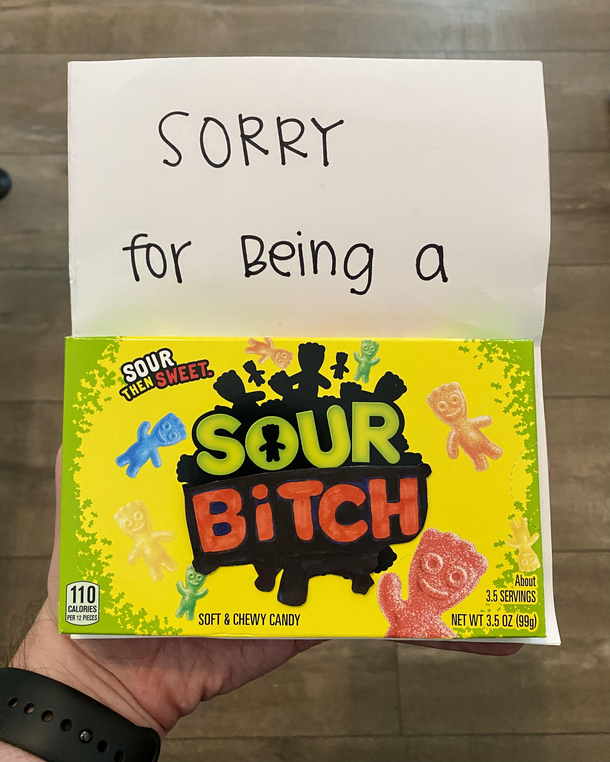 SORRY
for Being a
SOUR
THEN SWEET.
SOUR
BiTCH
110
CALORIES
PER 12 PIECES
SOFT & CHEWY CANDY
About
3.5 SERVINGS
NET WT 3.5 OZ (99g)